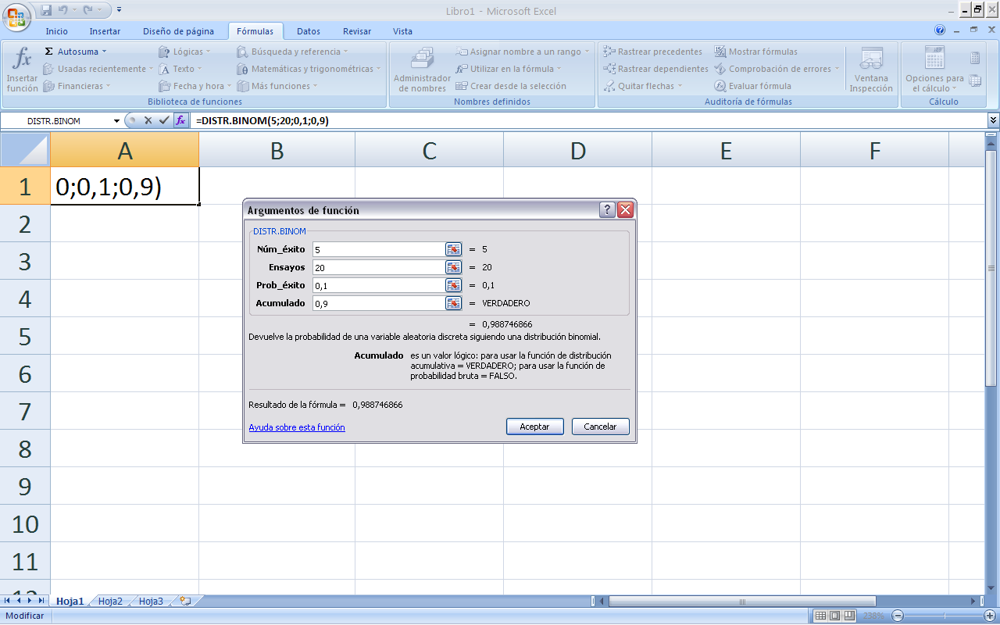 Libro1 - Microsoft Excel
Inicio Insertar Diseño de página Fórmulas Datos Revisar Vista
fx Insertar función
Σ Autosuma
Usadas recientemente
Financieras
Lógicas
Texto
Fecha y hora
Búsqueda y referencia
Matemáticas y trigonométricas
Más funciones
Biblioteca de funciones
Administrador de nombres
Asignar nombre a un rango
Utilizar en la fórmula
Crear desde la selección
Nombres definidos
Rastrear precedentes
Rastrear dependientes
Quitar flechas
Mostrar fórmulas
Comprobación de errores
Evaluar fórmula
Auditoría de fórmulas
Ventana Inspección
Opciones para el cálculo
Cálculo
DISTR.BINOM fx =DISTR.BINOM(5;20;0,1;0,9)
A B C D E F
1 0;0,1;0,9)
2
3
4
5
6
7
8
9
10
11
12
Argumentos de función
DISTR.BINOM
Núm_éxito 5 = 5
Ensayos 20 = 20
Prob_éxito 0,1 = 0,1
Acumulado 0,9 = VERDADERO
= 0,988746866
Devuelve la probabilidad de una variable aleatoria discreta siguiendo una distribución binomial.
Acumulado es un valor lógico: para usar la función de distribución
acumulativa = VERDADERO; para usar la función de
probabilidad bruta = FALSO.
Resultado de la fórmula = 0,988746866
Ayuda sobre esta función
Aceptar Cancelar
Hoja1 Hoja2 Hoja3
Modificar 238%